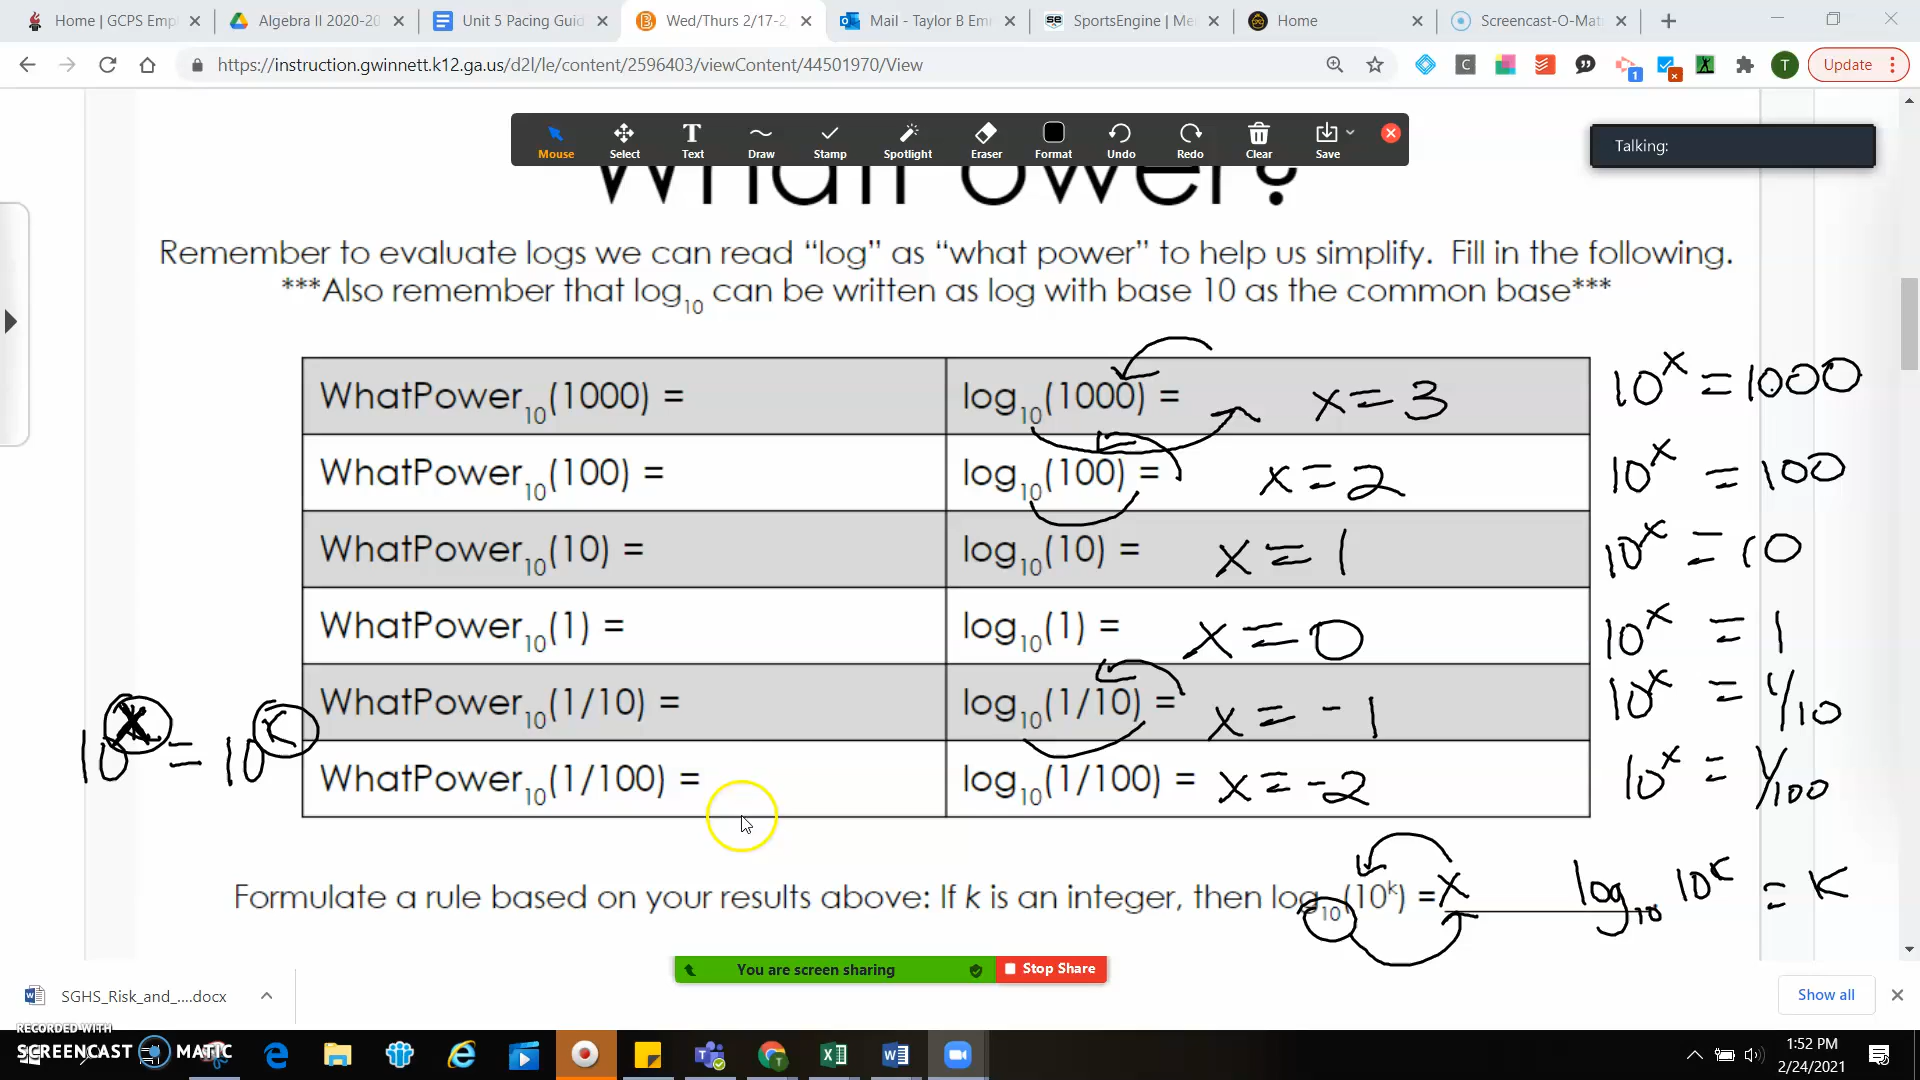 Home | GCPS Emp
Algebra II 2020-20
Unit 5 Pacing Guid
Wed/Thurs 2/17-2
Mail - Taylor B Em
SportsEngine | Me
Home
Screencast-O-Mat
https://instruction.gwinnett.k12.ga.us/d2l/le/content/2596403/viewContent/44501970/View
Update
Mouse Select Text Draw Stamp Spotlight Eraser Format Undo Redo Clear Save
Talking:
WhatPower?
Remember to evaluate logs we can read “log” as “what power” to help us simplify. Fill in the following.
***Also remember that log₁₀ can be written as log with base 10 as the common base***
WhatPower₁₀(1000) = log₁₀(1000) = x = 3 10ˣ = 1000
WhatPower₁₀(100) = log₁₀(100) = x = 2 10ˣ = 100
WhatPower₁₀(10) = log₁₀(10) = x = 1 10ˣ = 10
WhatPower₁₀(1) = log₁₀(1) = x = 0 10ˣ = 1
WhatPower₁₀(1/10) = log₁₀(1/10) = x = -1 10ˣ = 1/10
10ˣ = 10ᵏ
WhatPower₁₀(1/100) = log₁₀(1/100) = x = -2 10ˣ = 1/100
Formulate a rule based on your results above: If k is an integer, then log₁₀(10ᵏ) = x log₁₀ 10ᴷ = K
You are screen sharing Stop Share
SGHS_Risk_and_....docx
Show all
RECORDED WITH
SCREENCAST MATIC
1:52 PM
2/24/2021